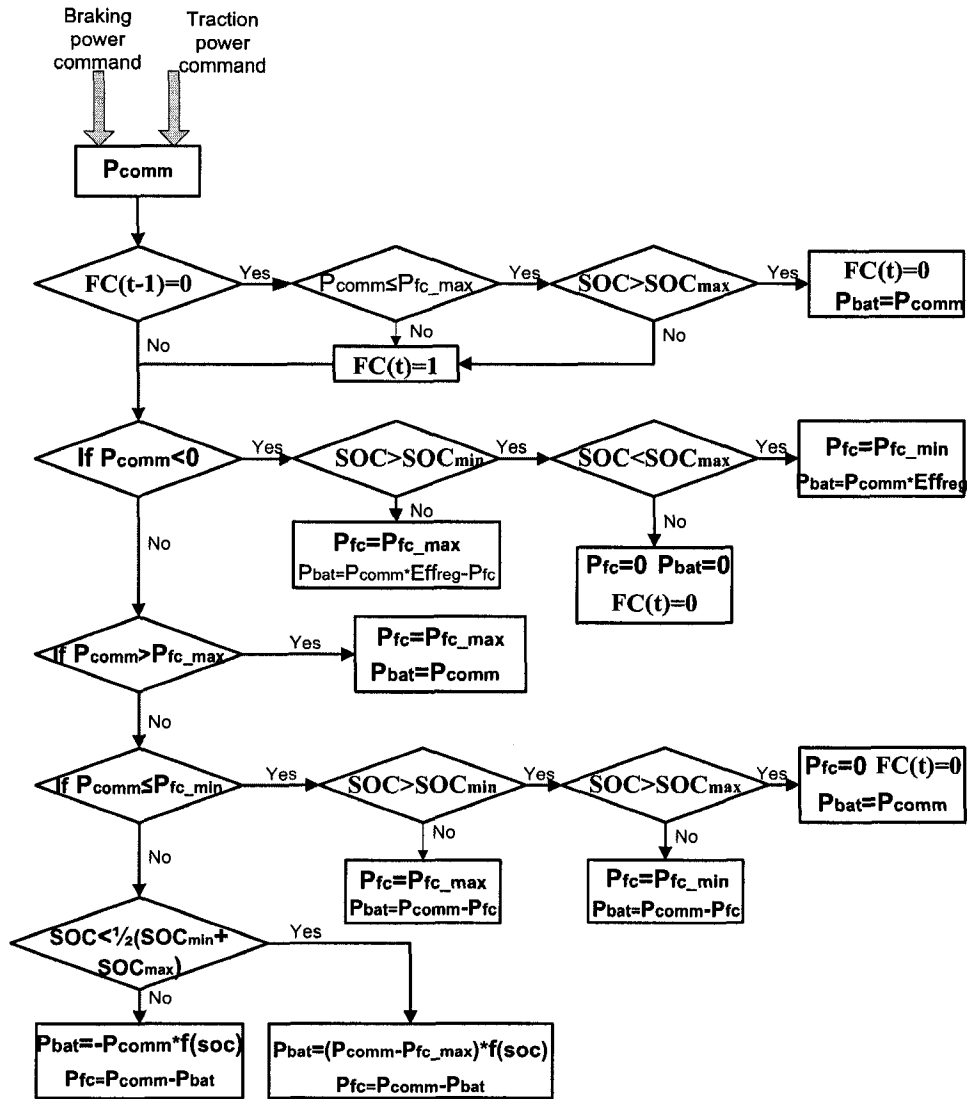 Braking
power
command
Traction
power
command
Pcomm
FC(t-1)=0
Yes
Pcomm≤Pfc_max
Yes
SOC>SOCmax
Yes
FC(t)=0
Pbat=Pcomm
No
No
No
FC(t)=1
If Pcomm<0
Yes
SOC>SOCmin
Yes
SOC<SOCmax
Yes
Pfc=Pfc_min
Pbat=Pcomm*Effreg
No
No
No
Pfc=Pfc_max
Pbat=Pcomm*Effreg-Pfc
Pfc=0 Pbat=0
FC(t)=0
If Pcomm>Pfc_max
Yes
Pfc=Pfc_max
Pbat=Pcomm
No
If Pcomm≤Pfc_min
Yes
SOC>SOCmin
Yes
SOC>SOCmax
Yes
Pfc=0 FC(t)=0
Pbat=Pcomm
No
No
No
Pfc=Pfc_max
Pbat=Pcomm-Pfc
Pfc=Pfc_min
Pbat=Pcomm-Pfc
SOC<½(SOCmin+
SOCmax)
Yes
No
Pbat=-Pcomm*f(soc)
Pfc=Pcomm-Pbat
Pbat=(Pcomm-Pfc_max)*f(soc)
Pfc=Pcomm-Pbat